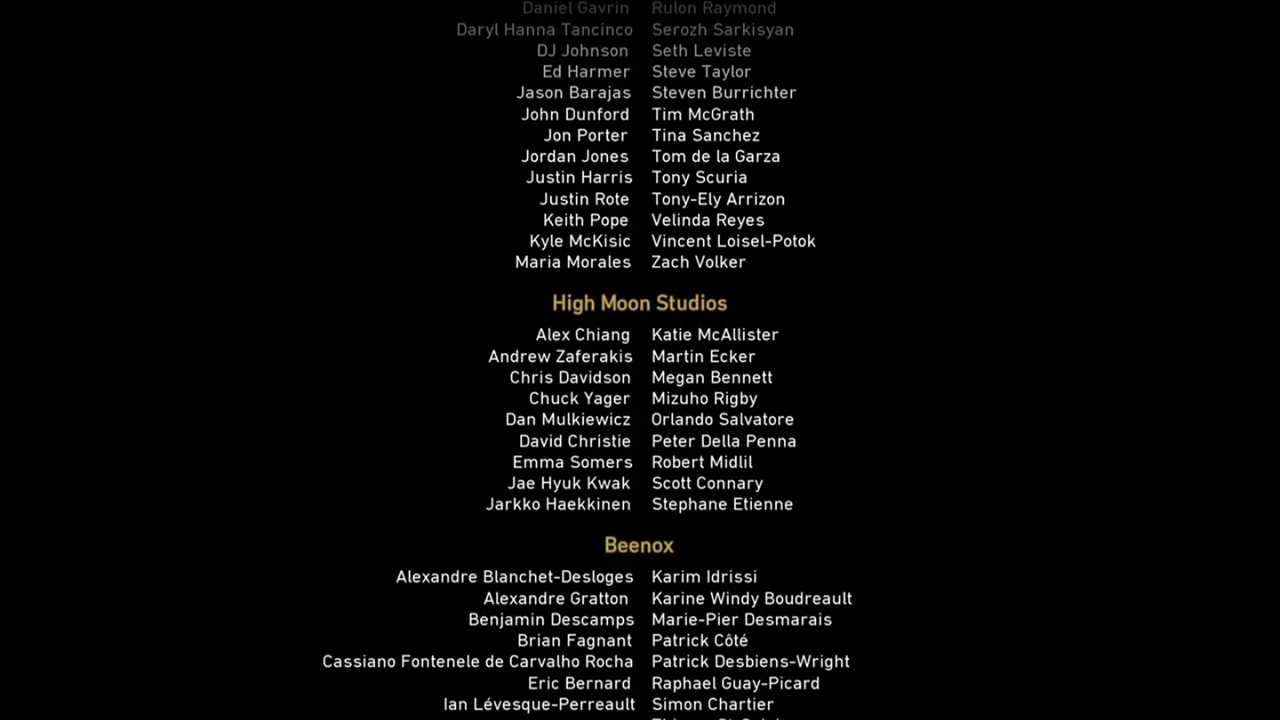 Daniel Gavrin Rulon Raymond
Daryl Hanna Tancinco Serozh Sarkisyan
DJ Johnson Seth Leviste
Ed Harmer Steve Taylor
Jason Barajas Steven Burrichter
John Dunford Tim McGrath
Jon Porter Tina Sanchez
Jordan Jones Tom de la Garza
Justin Harris Tony Scuria
Justin Rote Tony-Ely Arrizon
Keith Pope Velinda Reyes
Kyle McKisic Vincent Loisel-Potok
Maria Morales Zach Volker
High Moon Studios
Alex Chiang Katie McAllister
Andrew Zaferakis Martin Ecker
Chris Davidson Megan Bennett
Chuck Yager Mizuho Rigby
Dan Mulkiewicz Orlando Salvatore
David Christie Peter Della Penna
Emma Somers Robert Midlil
Jae Hyuk Kwak Scott Connary
Jarkko Haekkinen Stephane Etienne
Beenox
Alexandre Blanchet-Desloges Karim Idrissi
Alexandre Gratton Karine Windy Boudreault
Benjamin Descamps Marie-Pier Desmarais
Brian Fagnant Patrick Côté
Cassiano Fontenele de Carvalho Rocha Patrick Desbiens-Wright
Eric Bernard Raphael Guay-Picard
Ian Lévesque-Perreault Simon Chartier